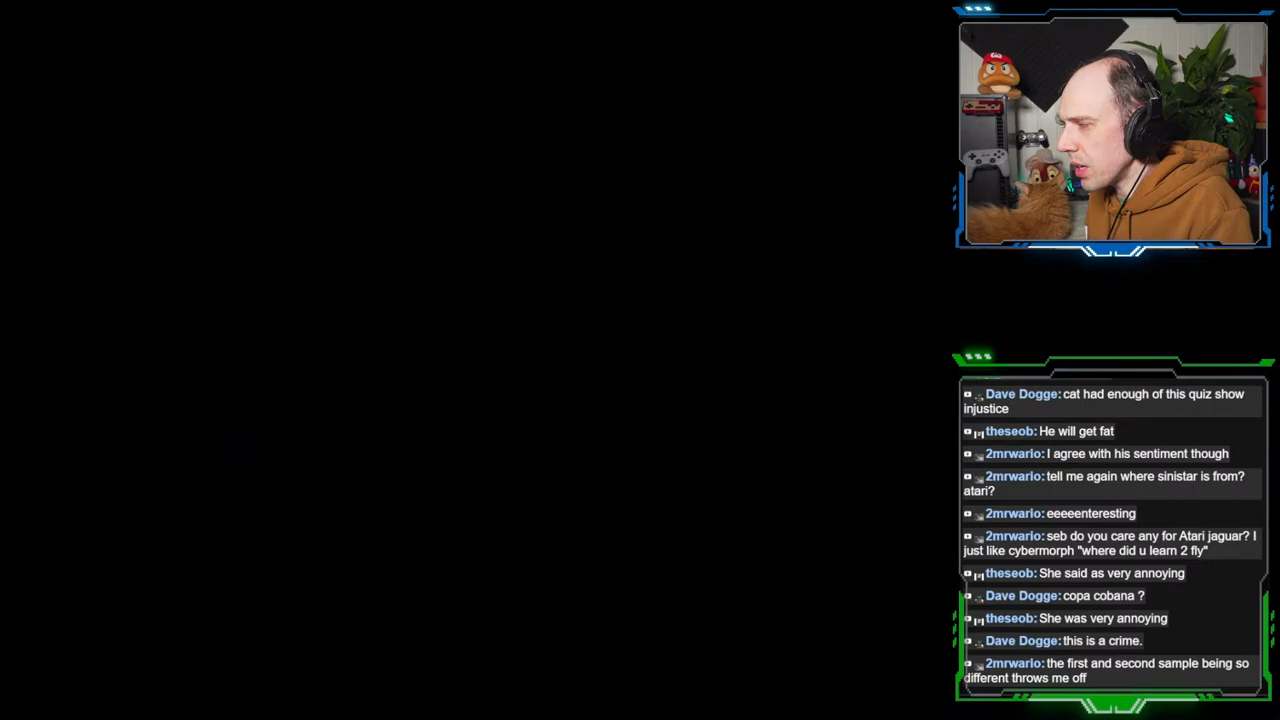 Dave Dogge: cat had enough of this quiz show
injustice
theseob: He will get fat
2mrwario: I agree with his sentiment though
2mrwario: tell me again where sinistar is from?
atari?
2mrwario: eeeeenteresting
2mrwario: seb do you care any for Atari jaguar? I
just like cybermorph "where did u learn 2 fly"
theseob: She said as very annoying
Dave Dogge: copa cobana ?
theseob: She was very annoying
Dave Dogge: this is a crime.
2mrwario: the first and second sample being so
different throws me off